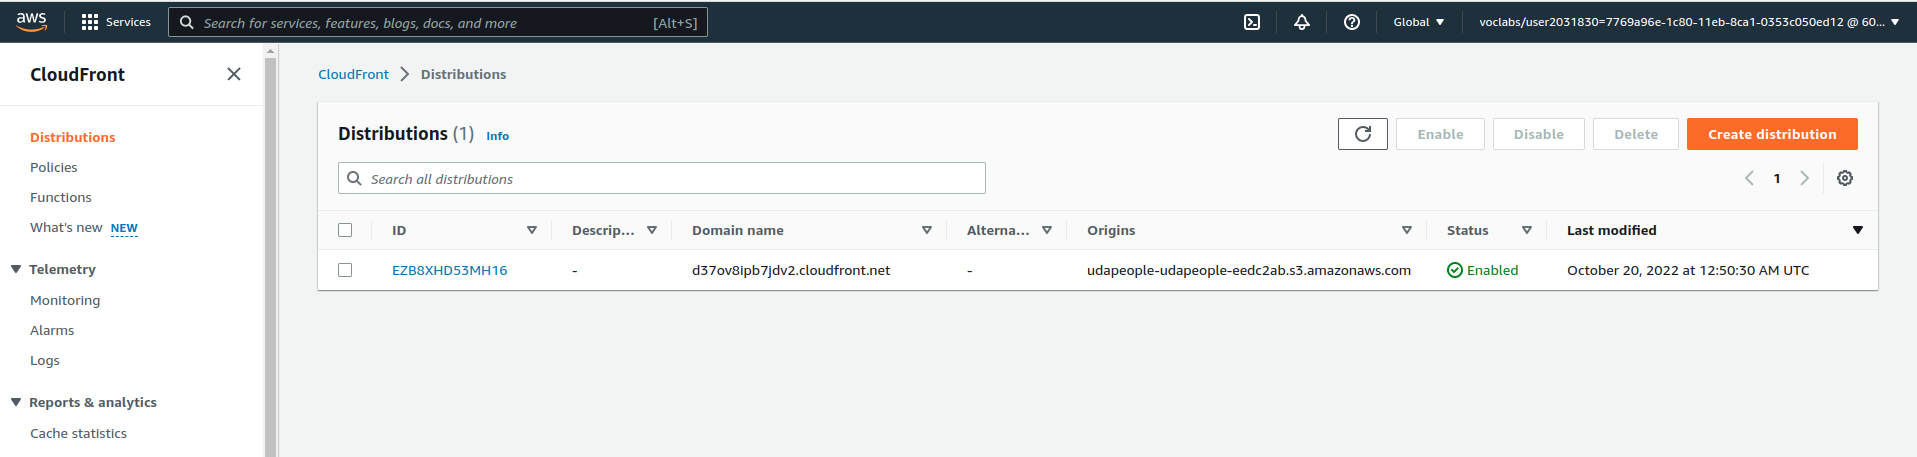 aws Services Search for services, features, blogs, docs, and more [Alt+S] Global voclabs/user2031830=7769a96e-1c80-11eb-8ca1-0353c050ed12 @ 60...
CloudFront
Distributions
Policies
Functions
What's new NEW
Telemetry
Monitoring
Alarms
Logs
Reports & analytics
Cache statistics
CloudFront Distributions
Distributions (1) Info Enable Disable Delete Create distribution
Search all distributions 1
ID Descrip... Domain name Alterna... Origins Status Last modified
EZB8XHD53MH16 - d37ov8ipb7jdv2.cloudfront.net - udapeople-udapeople-eedc2ab.s3.amazonaws.com Enabled October 20, 2022 at 12:50:30 AM UTC